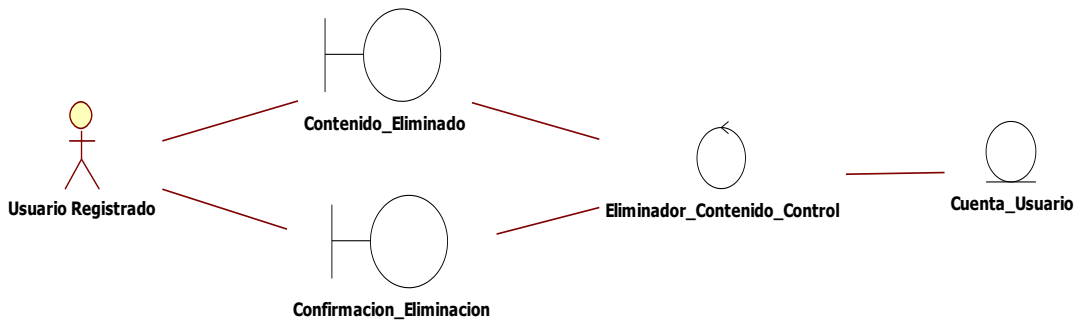 Contenido_Eliminado
Usuario Registrado
Eliminador_Contenido_Control
Cuenta_Usuario
Confirmacion_Eliminacion